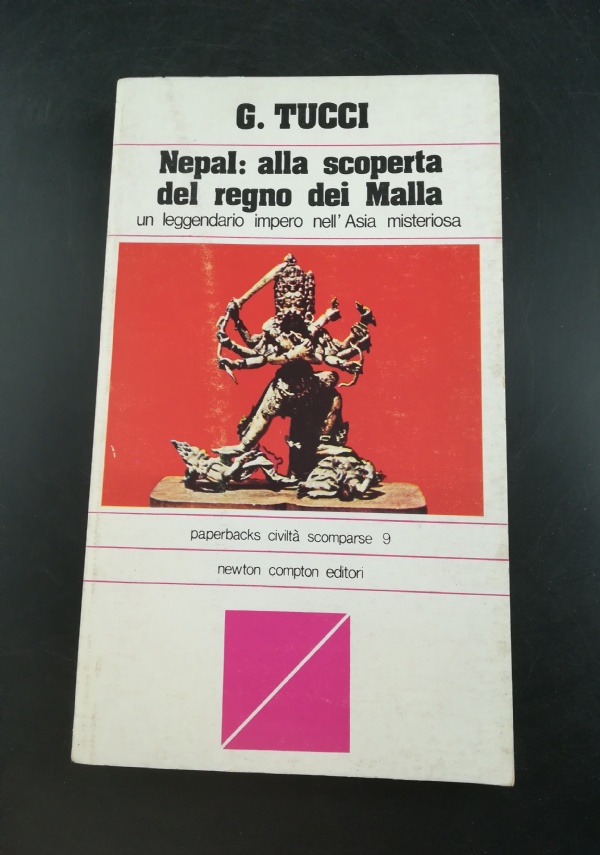 G. TUCCI
Nepal: alla scoperta
del regno dei Malla
un leggendario impero nell'Asia misteriosa
paperbacks civiltà scomparse 9
newton compton editori